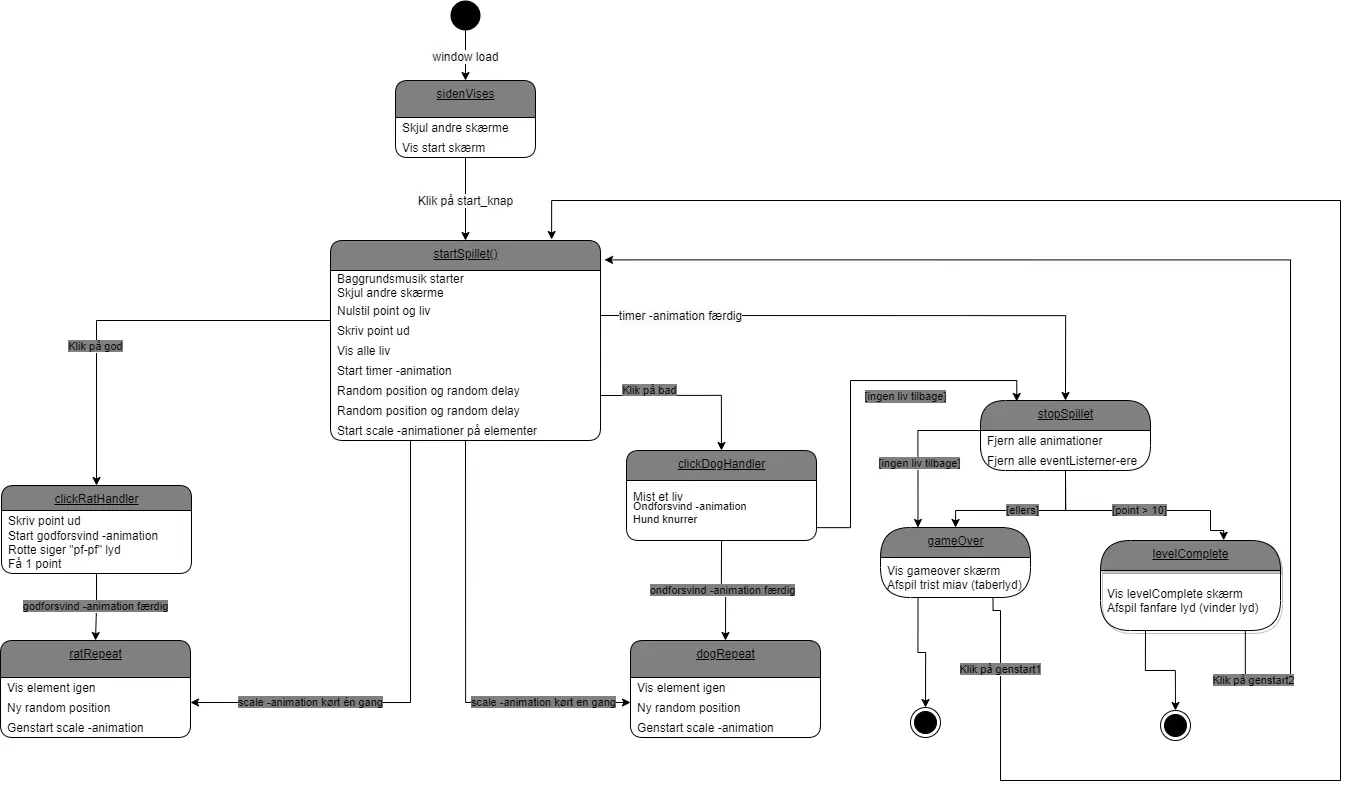 window load
sidenVises
Skjul andre skærme
Vis start skærm
Klik på start_knap
startSpillet()
Baggrundsmusik starter
Skjul andre skærme
Nulstil point og liv
Skriv point ud
Vis alle liv
Start timer -animation
Random position og random delay
Random position og random delay
Start scale -animationer på elementer
timer -animation færdig
Klik på god
Klik på bad
[ingen liv tilbage]
stopSpillet
Fjern alle animationer
Fjern alle eventListerner-ere
clickDogHandler
Mist et liv
Ondforsvind -animation
Hund knurrer
[ingen liv tilbage]
clickRatHandler
Skriv point ud
Start godforsvind -animation
Rotte siger "pf-pf" lyd
Få 1 point
[ellers]
[point > 10]
gameOver
Vis gameover skærm
Afspil trist miav (taberlyd)
levelComplete
Vis levelComplete skærm
Afspil fanfare lyd (vinder lyd)
godforsvind -animation færdig
ondforsvind -animation færdig
ratRepeat
Vis element igen
Ny random position
Genstart scale -animation
scale -animation kørt én gang
scale -animation kørt en gang
dogRepeat
Vis element igen
Ny random position
Genstart scale -animation
Klik på genstart1
Klik på genstart2